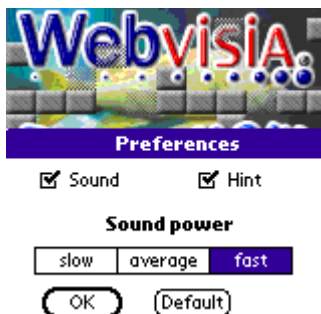 Webvisia.
Preferences
Sound Hint
Sound power
slow average fast
OK Default